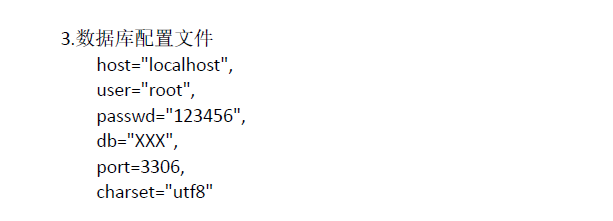 3.数据库配置文件
host="localhost",
user="root",
passwd="123456",
db="XXX",
port=3306,
charset="utf8"